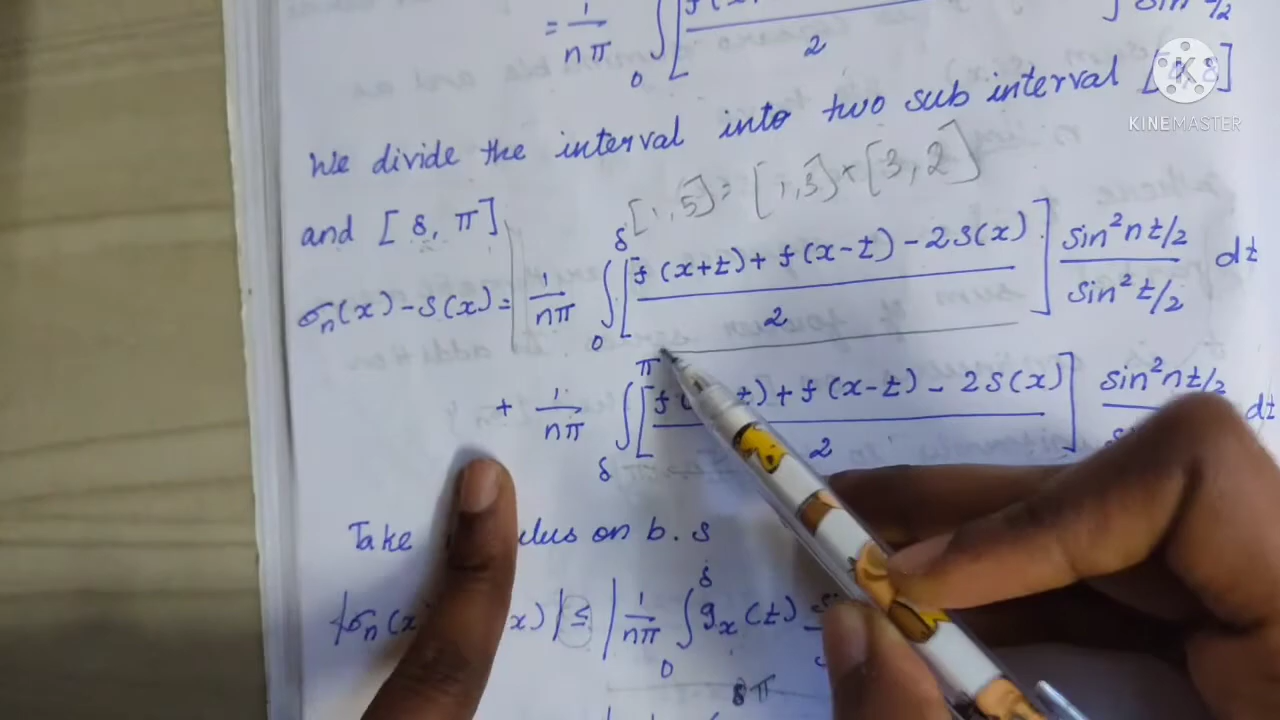 = 1/nπ ∫₀ [ 2
We divide the interval into two sub interval [0, δ]
KINEMASTER
[1, 5] = [1, 3] + [3, 2]
and [δ, π]
σₙ(x) - S(x) = 1/nπ ∫₀^δ [ f(x+t) + f(x-t) - 2S(x) / 2 ] sin²nt/2 / sin²t/2 dt
+ 1/nπ ∫_δ^π [ f( t) + f(x-t) - 2S(x) / 2 ] sin²nt/2 dt
Take on b.s
|σₙ(x x)| ≤ | 1/nπ ∫₀^δ gₓ(t)